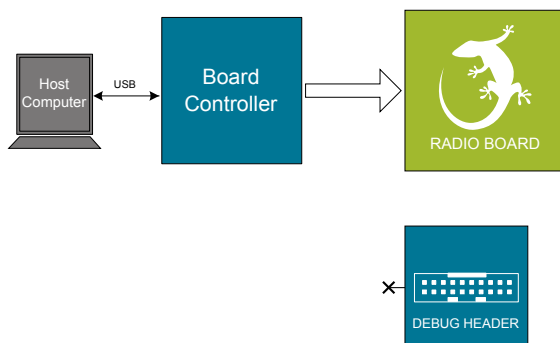 Host
Computer
USB
Board
Controller
RADIO BOARD
DEBUG HEADER